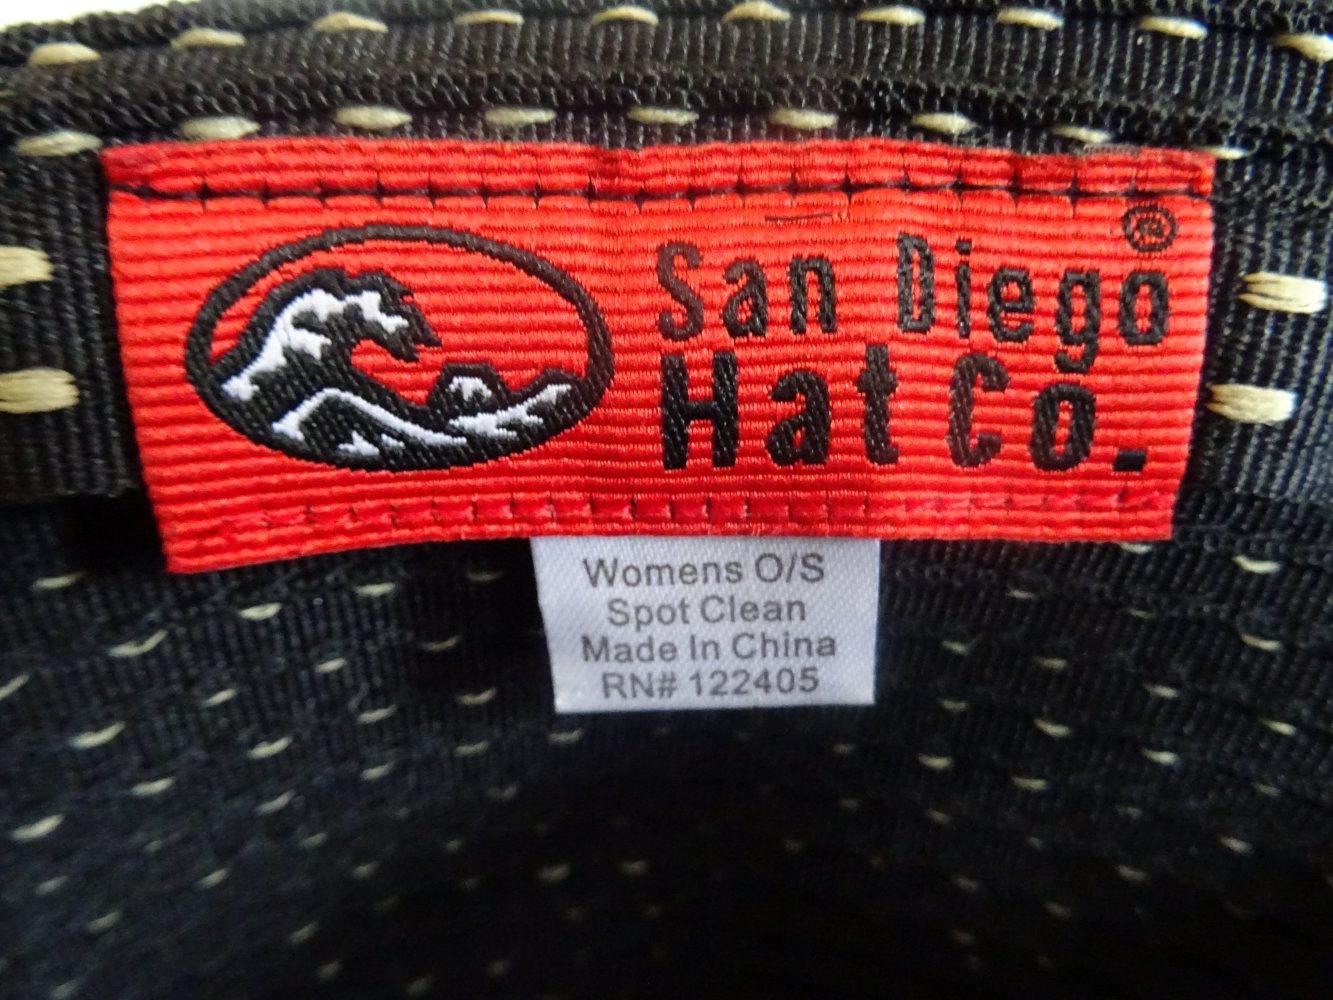 San Diego ®
Hat Co.
Womens O/S
Spot Clean
Made In China
RN# 122405